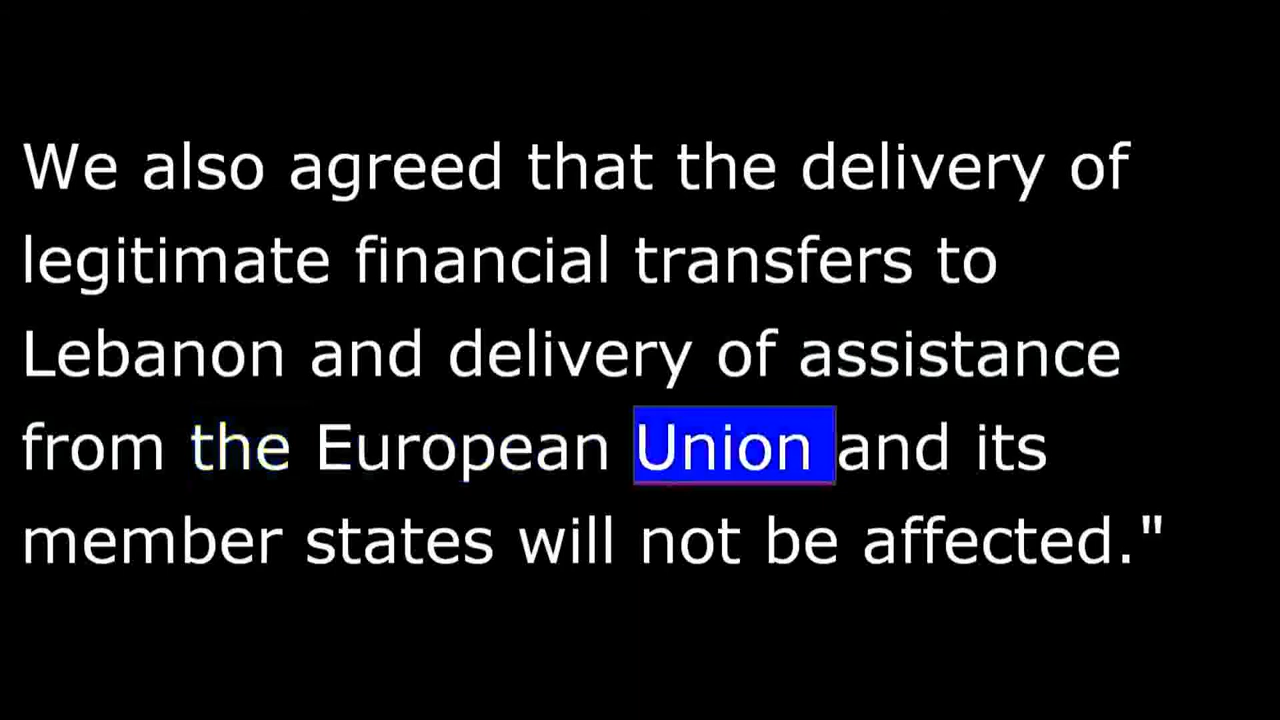 We also agreed that the delivery of
legitimate financial transfers to
Lebanon and delivery of assistance
from the European Union and its
member states will not be affected."